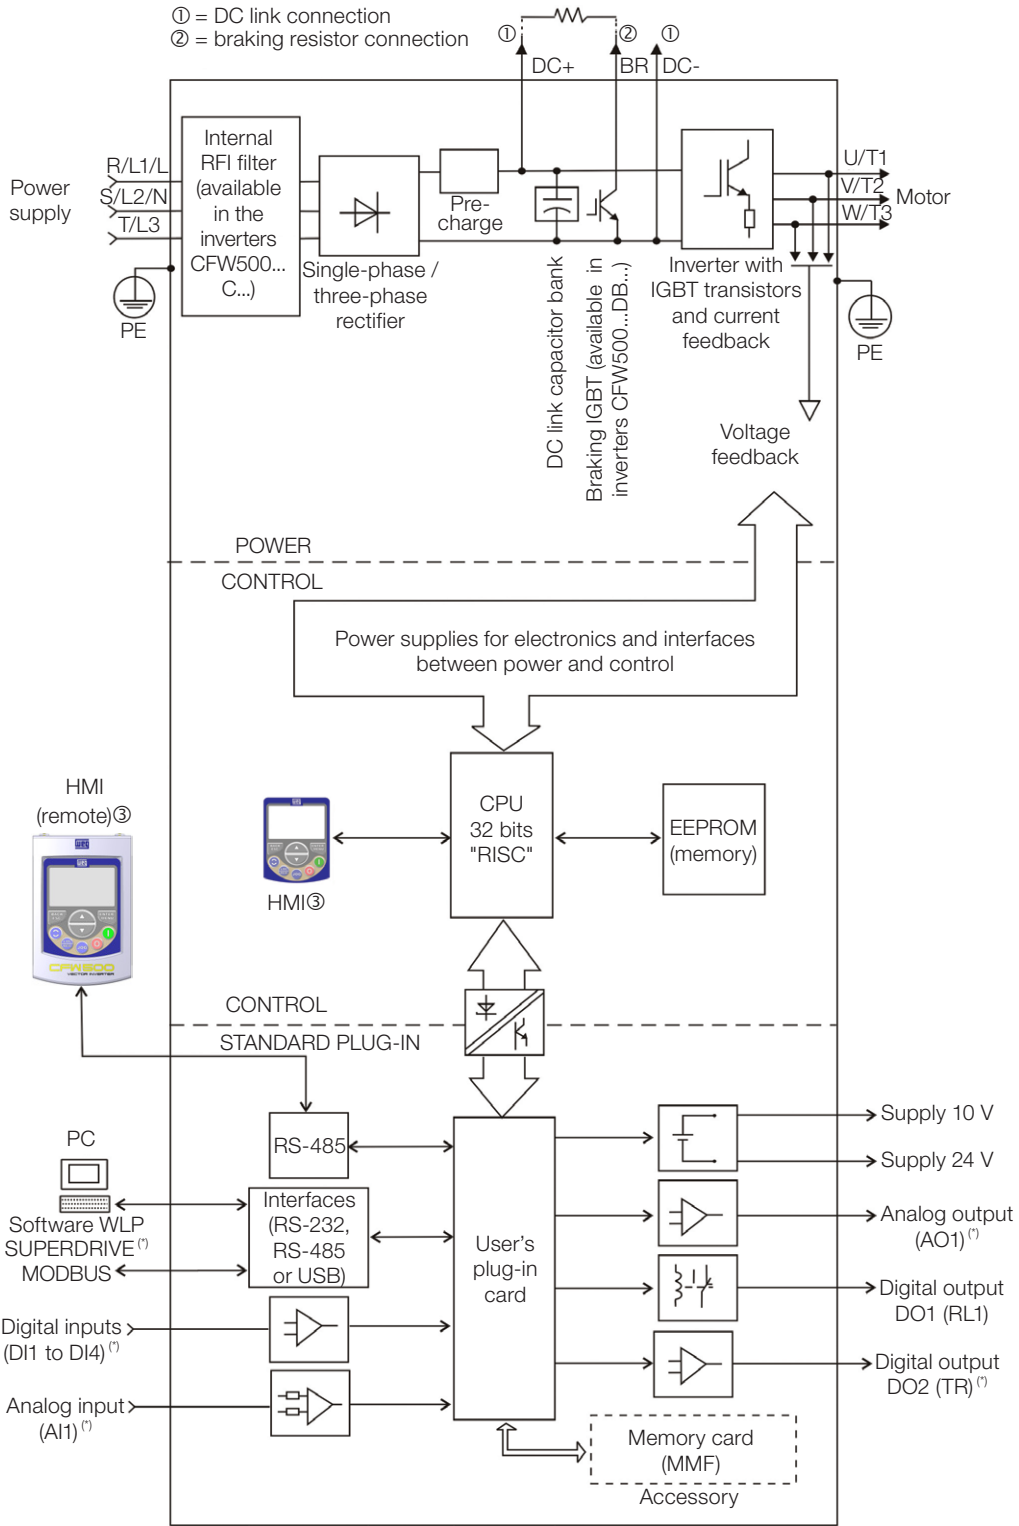 ① = DC link connection
② = braking resistor connection
①
②
①
DC+
BR
DC-
Power
supply
R/L1/L
S/L2/N
T/L3
PE
Internal
RFI filter
(available
in the
inverters
CFW500...
C...)
Single-phase /
three-phase
rectifier
Pre-
charge
DC link capacitor bank
Braking IGBT (available in
inverters CFW500...DB...)
Inverter with
IGBT transistors
and current
feedback
U/T1
V/T2
W/T3
Motor
PE
Voltage
feedback
POWER
CONTROL
Power supplies for electronics and interfaces
between power and control
HMI
(remote)③
CFW500
VECTOR INVERTER
HMI③
CPU
32 bits
"RISC"
EEPROM
(memory)
CONTROL
STANDARD PLUG-IN
RS-485
PC
Software WLP
SUPERDRIVE (*)
MODBUS
Interfaces
(RS-232,
RS-485
or USB)
Digital inputs
(DI1 to DI4) (*)
Analog input
(AI1) (*)
User's
plug-in
card
Supply 10 V
Supply 24 V
Analog output
(AO1) (*)
Digital output
DO1 (RL1)
Digital output
DO2 (TR) (*)
Memory card
(MMF)
Accessory